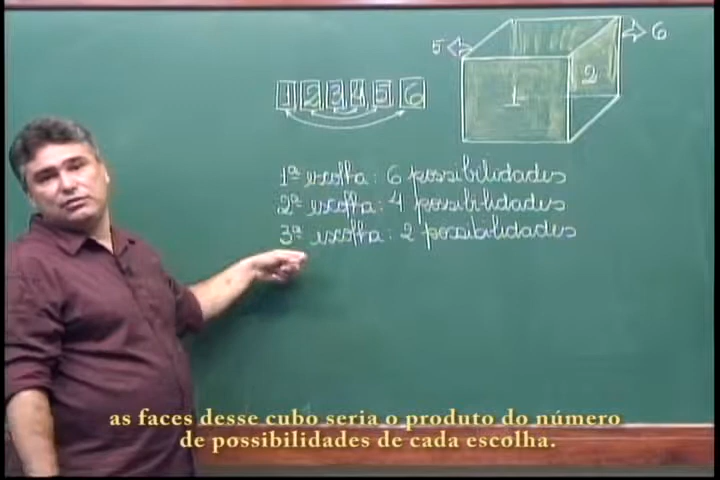 5 6
1 2 3 4 5 6
1 2
1ª escolha: 6 possibilidades
2ª escolha: 4 possibilidades
3ª escolha: 2 possibilidades
as faces desse cubo seria o produto do número
de possibilidades de cada escolha.